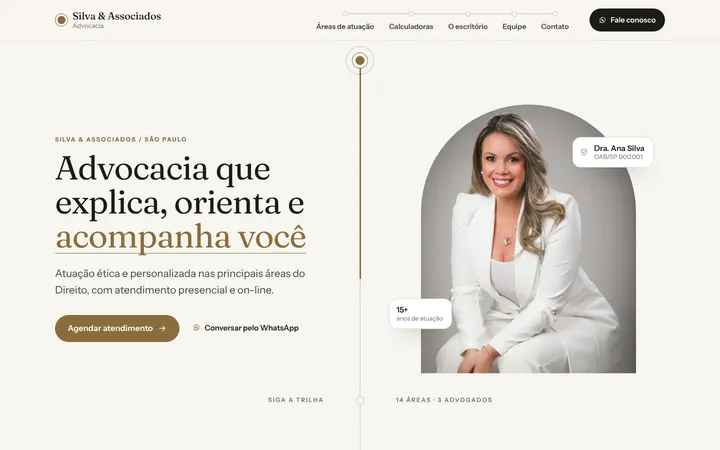 Silva & Associados
Advocacia
Áreas de atuação
Calculadoras
O escritório
Equipe
Contato
Fale conosco
SILVA & ASSOCIADOS / SÃO PAULO
Advocacia que
explica, orienta e
acompanha você
Atuação ética e personalizada nas principais áreas do
Direito, com atendimento presencial e on-line.
Agendar atendimento →
Conversar pelo WhatsApp
Dra. Ana Silva
OAB/SP 000.001
15+
anos de atuação
SIGA A TRILHA
14 ÁREAS · 3 ADVOGADOS